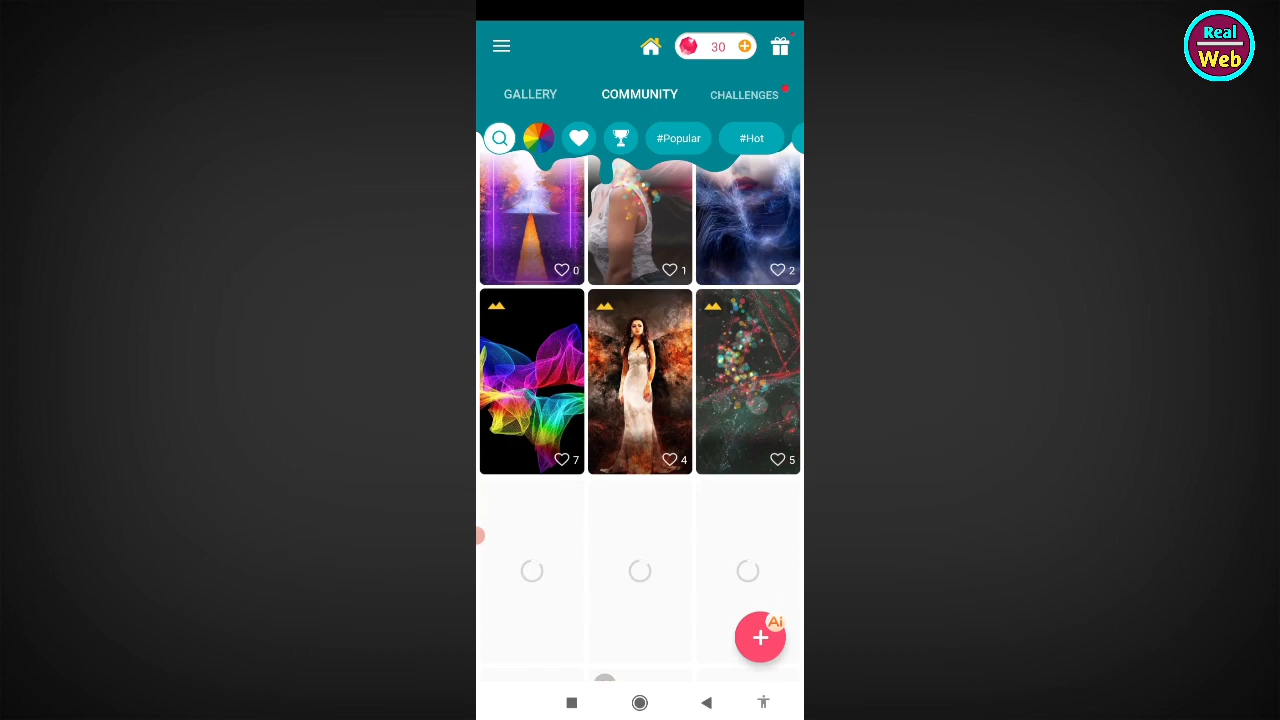 Real
Web
30
GALLERY
COMMUNITY
CHALLENGES
#Popular
#Hot
0
1
2
7
4
5
Ai